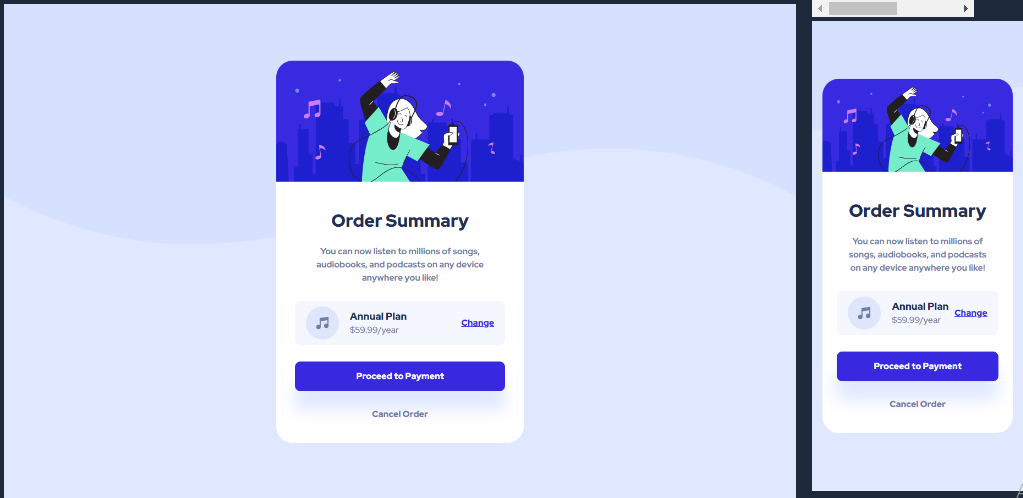 Order Summary
You can now listen to millions of songs,
audiobooks, and podcasts on any device
anywhere you like!
Annual Plan
$59.99/year
Change
Proceed to Payment
Cancel Order
Order Summary
You can now listen to millions of
songs, audiobooks, and podcasts
on any device anywhere you like!
Annual Plan
$59.99/year
Change
Proceed to Payment
Cancel Order